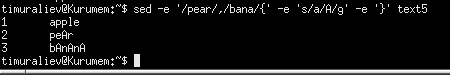 timuraliev@Kurumem:~$ sed -e '/pear/,/bana/{' -e 's/a/A/g' -e '}' text5
1 apple
2 peAr
3 bAnAnA
timuraliev@Kurumem:~$